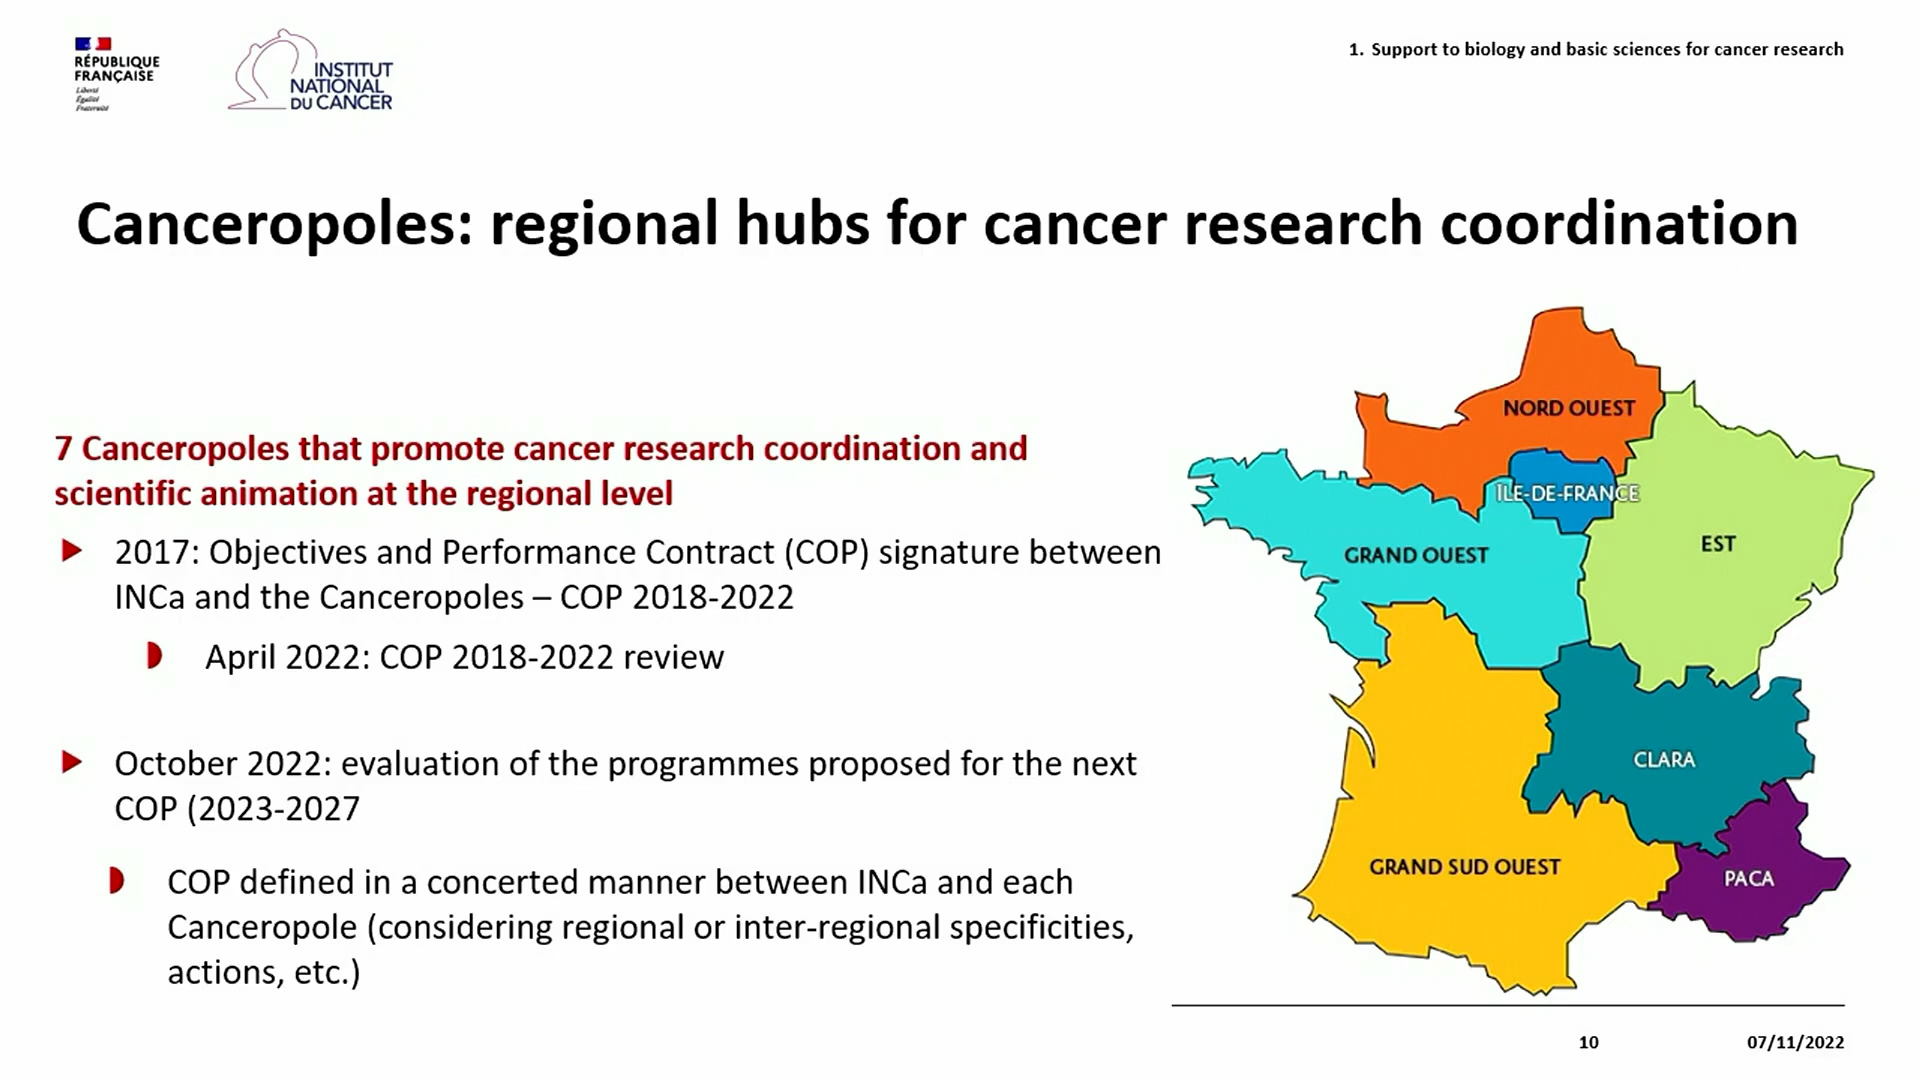 RÉPUBLIQUE
FRANÇAISE
Liberté
Égalité
Fraternité
INSTITUT
NATIONAL
DU CANCER
1. Support to biology and basic sciences for cancer research
Canceropoles: regional hubs for cancer research coordination
7 Canceropoles that promote cancer research coordination and
scientific animation at the regional level
2017: Objectives and Performance Contract (COP) signature between
INCa and the Canceropoles – COP 2018-2022
April 2022: COP 2018-2022 review
October 2022: evaluation of the programmes proposed for the next
COP (2023-2027
COP defined in a concerted manner between INCa and each
Canceropole (considering regional or inter-regional specificities,
actions, etc.)
NORD OUEST
ILE-DE-FRANCE
EST
GRAND OUEST
CLARA
GRAND SUD OUEST
PACA
10
07/11/2022